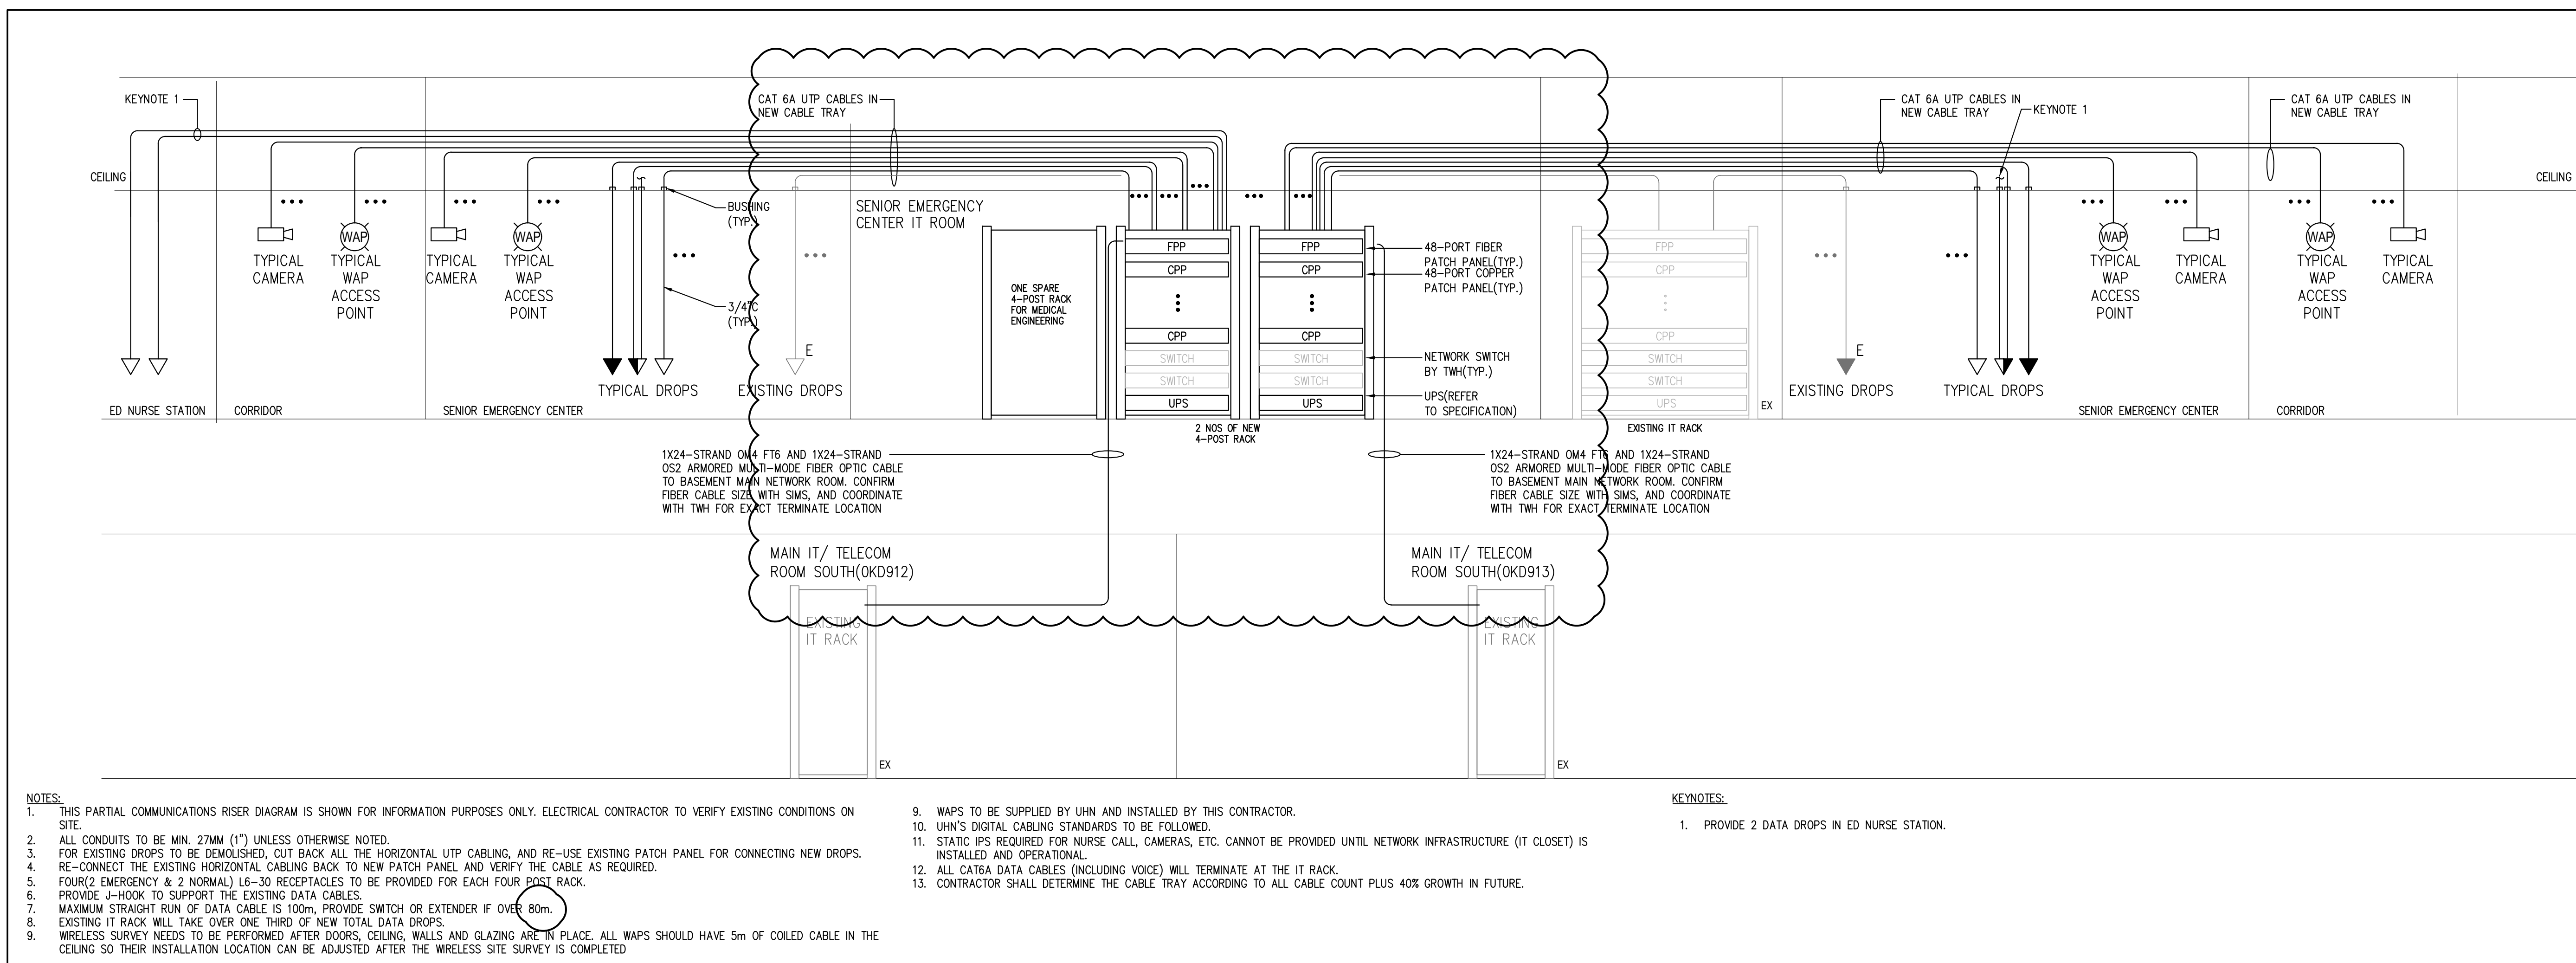 KEYNOTE 1
CAT 6A UTP CABLES IN
NEW CABLE TRAY
CAT 6A UTP CABLES IN
NEW CABLE TRAY
KEYNOTE 1
CAT 6A UTP CABLES IN
NEW CABLE TRAY
CEILING
CEILING
BUSHING
(TYP.)
SENIOR EMERGENCY
CENTER IT ROOM
WAP
WAP
WAP
WAP
TYPICAL
CAMERA
TYPICAL
WAP
ACCESS
POINT
TYPICAL
CAMERA
TYPICAL
WAP
ACCESS
POINT
3/4"C
(TYP.)
E
TYPICAL DROPS
EXISTING DROPS
ED NURSE STATION
CORRIDOR
SENIOR EMERGENCY CENTER
ONE SPARE
4-POST RACK
FOR MEDICAL
ENGINEERING
FPP
CPP
CPP
SWITCH
SWITCH
UPS
FPP
CPP
CPP
SWITCH
SWITCH
UPS
2 NOS OF NEW
4-POST RACK
48-PORT FIBER
PATCH PANEL(TYP.)
48-PORT COPPER
PATCH PANEL(TYP.)
NETWORK SWITCH
BY TWH(TYP.)
UPS(REFER
TO SPECIFICATION)
FPP
CPP
CPP
SWITCH
SWITCH
UPS
EX
EXISTING IT RACK
E
EXISTING DROPS
TYPICAL DROPS
TYPICAL
WAP
ACCESS
POINT
TYPICAL
CAMERA
TYPICAL
WAP
ACCESS
POINT
TYPICAL
CAMERA
SENIOR EMERGENCY CENTER
CORRIDOR
1X24-STRAND OM4 FT6 AND 1X24-STRAND
OS2 ARMORED MULTI-MODE FIBER OPTIC CABLE
TO BASEMENT MAIN NETWORK ROOM. CONFIRM
FIBER CABLE SIZE WITH SIMS, AND COORDINATE
WITH TWH FOR EXACT TERMINATE LOCATION
1X24-STRAND OM4 FT6 AND 1X24-STRAND
OS2 ARMORED MULTI-MODE FIBER OPTIC CABLE
TO BASEMENT MAIN NETWORK ROOM. CONFIRM
FIBER CABLE SIZE WITH SIMS, AND COORDINATE
WITH TWH FOR EXACT TERMINATE LOCATION
MAIN IT/ TELECOM
ROOM SOUTH(OKD912)
EXISTING
IT RACK
EX
MAIN IT/ TELECOM
ROOM SOUTH(OKD913)
EXISTING
IT RACK
EX
NOTES:
1. THIS PARTIAL COMMUNICATIONS RISER DIAGRAM IS SHOWN FOR INFORMATION PURPOSES ONLY. ELECTRICAL CONTRACTOR TO VERIFY EXISTING CONDITIONS ON
SITE.
2. ALL CONDUITS TO BE MIN. 27MM (1") UNLESS OTHERWISE NOTED.
3. FOR EXISTING DROPS TO BE DEMOLISHED, CUT BACK ALL THE HORIZONTAL UTP CABLING, AND RE-USE EXISTING PATCH PANEL FOR CONNECTING NEW DROPS.
4. RE-CONNECT THE EXISTING HORIZONTAL CABLING BACK TO NEW PATCH PANEL AND VERIFY THE CABLE AS REQUIRED.
5. FOUR(2 EMERGENCY & 2 NORMAL) L6-30 RECEPTACLES TO BE PROVIDED FOR EACH FOUR POST RACK.
6. PROVIDE J-HOOK TO SUPPORT THE EXISTING DATA CABLES.
7. MAXIMUM STRAIGHT RUN OF DATA CABLE IS 100m, PROVIDE SWITCH OR EXTENDER IF OVER 80m.
8. EXISTING IT RACK WILL TAKE OVER ONE THIRD OF NEW TOTAL DATA DROPS.
9. WIRELESS SURVEY NEEDS TO BE PERFORMED AFTER DOORS, CEILING, WALLS AND GLAZING ARE IN PLACE. ALL WAPS SHOULD HAVE 5m OF COILED CABLE IN THE
CEILING SO THEIR INSTALLATION LOCATION CAN BE ADJUSTED AFTER THE WIRELESS SITE SURVEY IS COMPLETED
9. WAPS TO BE SUPPLIED BY UHN AND INSTALLED BY THIS CONTRACTOR.
10. UHN'S DIGITAL CABLING STANDARDS TO BE FOLLOWED.
11. STATIC IPS REQUIRED FOR NURSE CALL, CAMERAS, ETC. CANNOT BE PROVIDED UNTIL NETWORK INFRASTRUCTURE (IT CLOSET) IS
INSTALLED AND OPERATIONAL.
12. ALL CAT6A DATA CABLES (INCLUDING VOICE) WILL TERMINATE AT THE IT RACK.
13. CONTRACTOR SHALL DETERMINE THE CABLE TRAY ACCORDING TO ALL CABLE COUNT PLUS 40% GROWTH IN FUTURE.
KEYNOTES:
1. PROVIDE 2 DATA DROPS IN ED NURSE STATION.